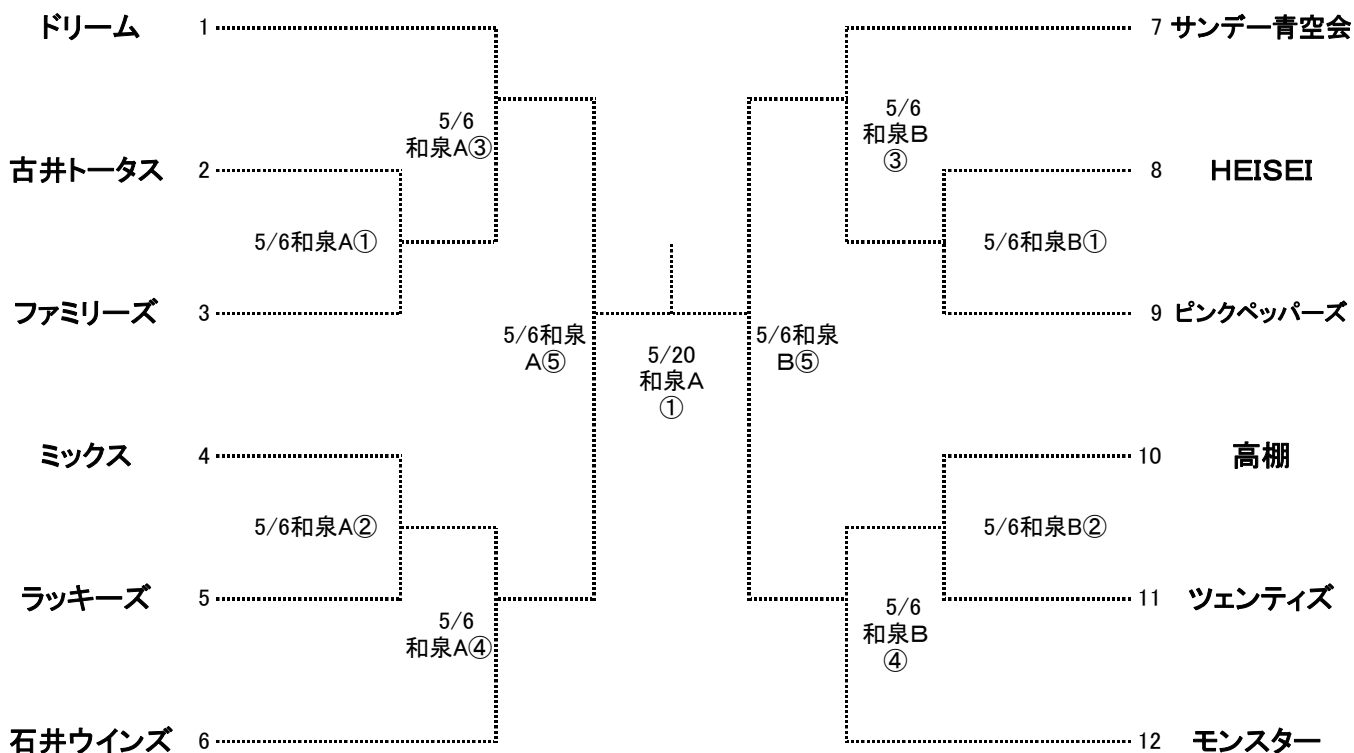 ドリーム 1
7 サンデー青空会
5/6
和泉A③
5/6
和泉B
③
古井トータス 2
8 HEISEI
5/6和泉A①
5/6和泉B①
ファミリーズ 3
9 ピンクペッパーズ
5/6和泉
A⑤
5/20
和泉A
①
5/6和泉
B⑤
ミックス 4
10 高棚
5/6和泉A②
5/6和泉B②
ラッキーズ 5
11 ツェンティズ
5/6
和泉A④
5/6
和泉B
④
石井ウインズ 6
12 モンスター